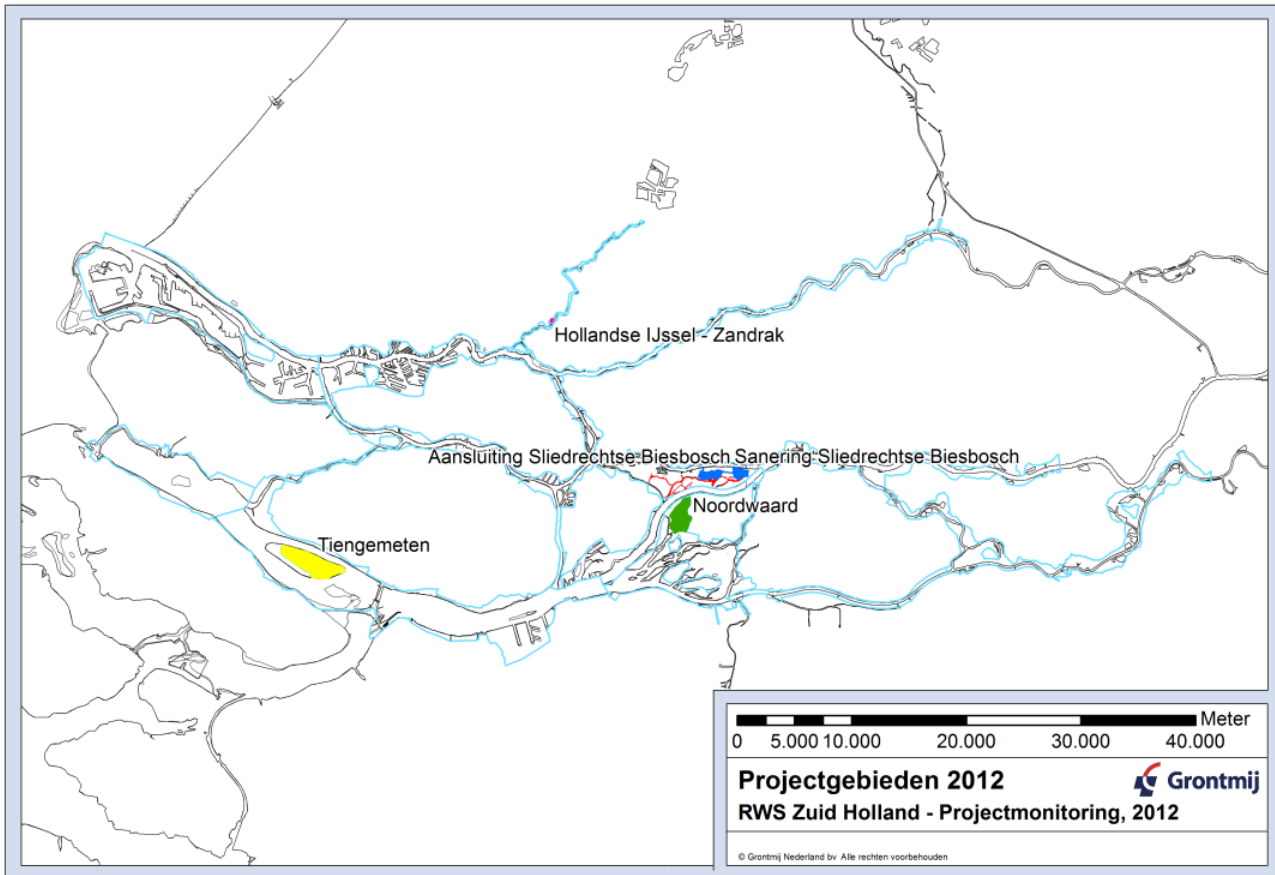 Hollandse IJssel - Zandrak
Aansluiting Sliedrechtse Biesbosch Sanering Sliedrechtse Biesbosch
Noordwaard
Tiengemeten
Meter
0 5.000 10.000 20.000 30.000 40.000
Projectgebieden 2012
Grontmij
RWS Zuid Holland - Projectmonitoring, 2012
© Grontmij Nederland bv Alle rechten voorbehouden